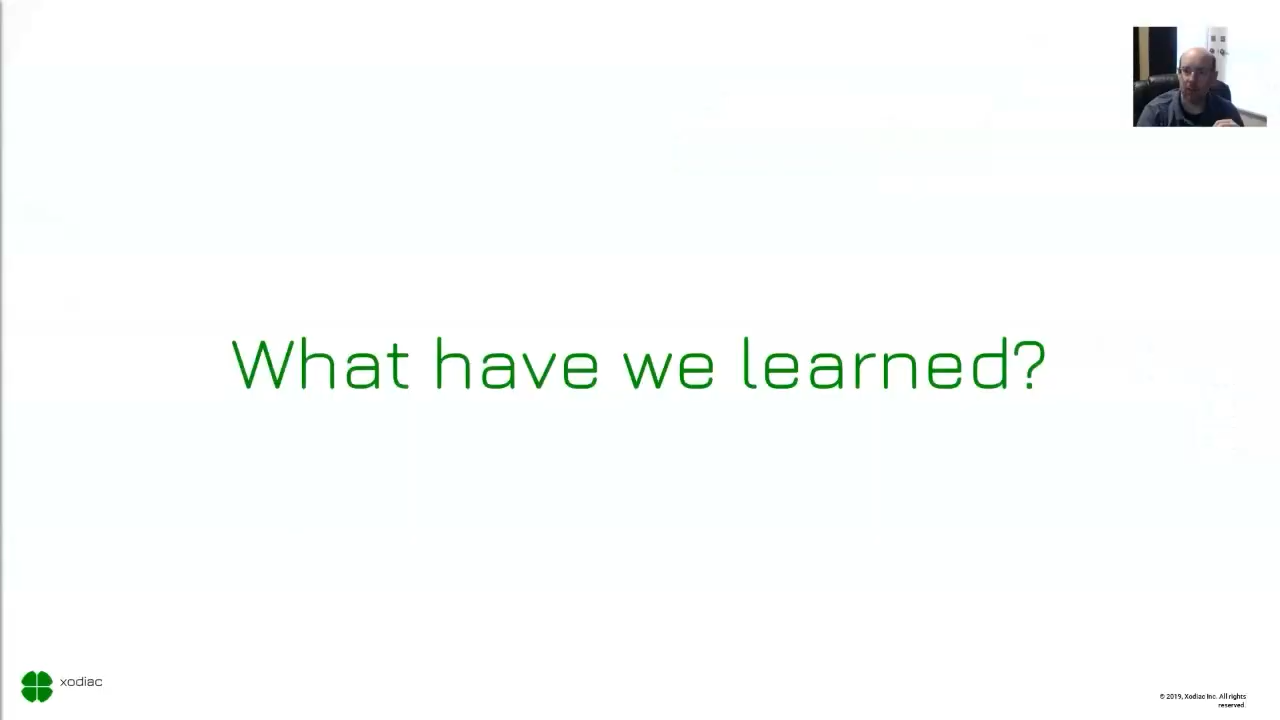 What have we learned?
xodiac
© 2019, Xodiac Inc. All rights
reserved.